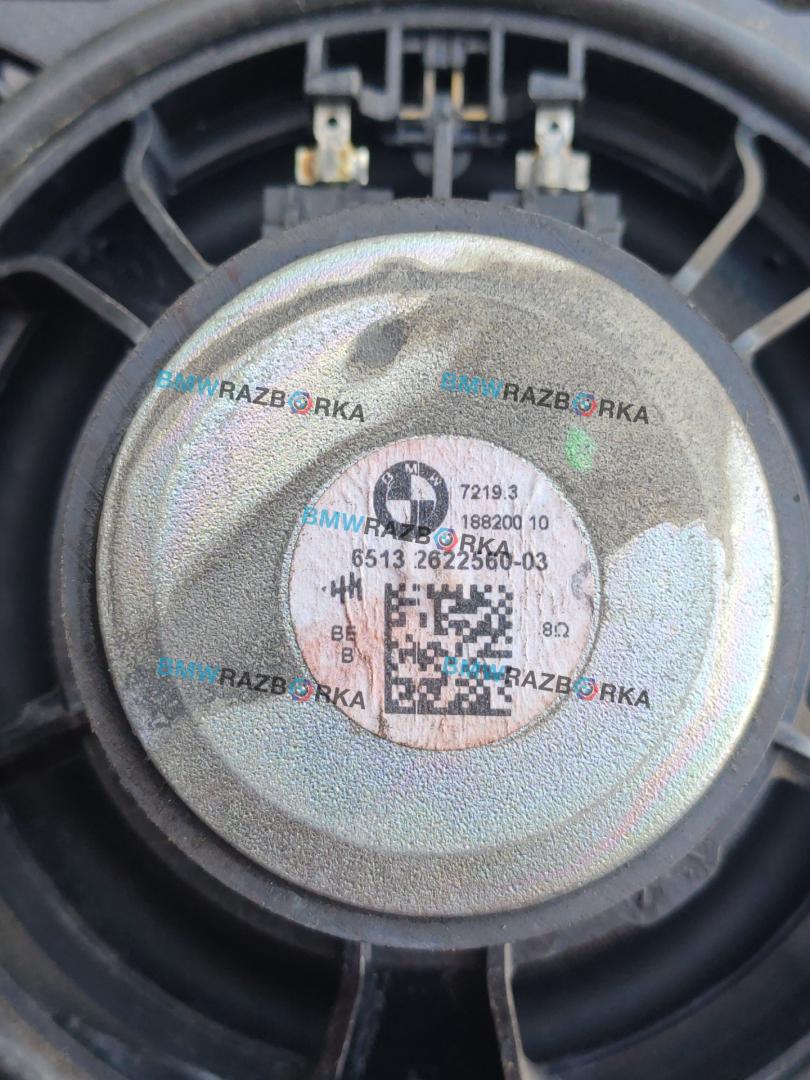 BMWRAZBORKA
BMWRAZBORKA
BMW
7219.3
188200 10
BMWRAZBORKA
6513 2622560-03
BE
8Ω
B
BMWRAZBORKA
BMWRAZBORKA